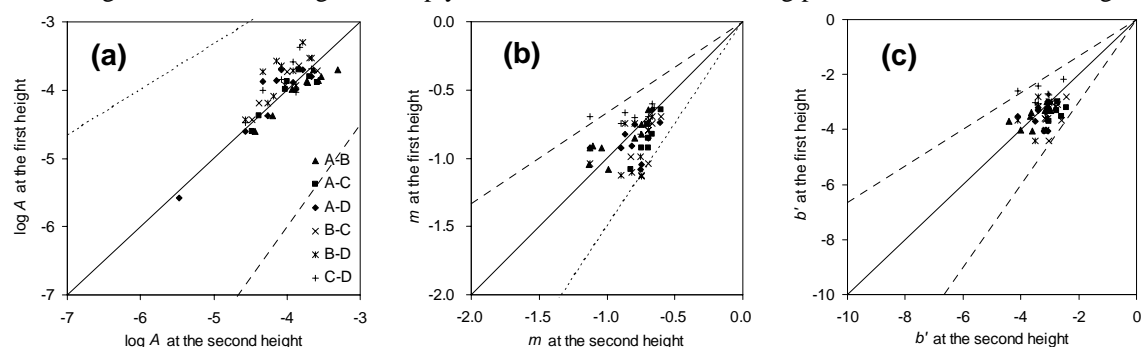 (a)
-3
-4
-5
-6
-7
log A at the first height
-7 -6 -5 -4 -3
log A at the second height
A-B
A-C
A-D
B-C
B-D
C-D
(b)
0.0
-0.5
-1.0
-1.5
-2.0
m at the first height
-2.0 -1.5 -1.0 -0.5 0.0
m at the second height
(c)
0
-2
-4
-6
-8
-10
b' at the first height
-10 -8 -6 -4 -2 0
b' at the second height